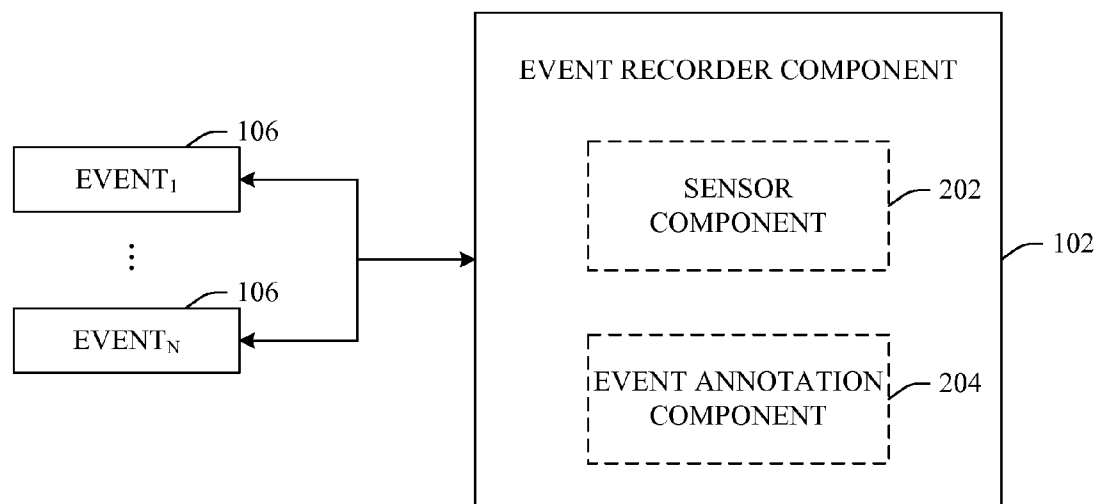 EVENT RECORDER COMPONENT
106
EVENT₁
SENSOR
COMPONENT
202
102
⋮
106
EVENTN
EVENT ANNOTATION
COMPONENT
204